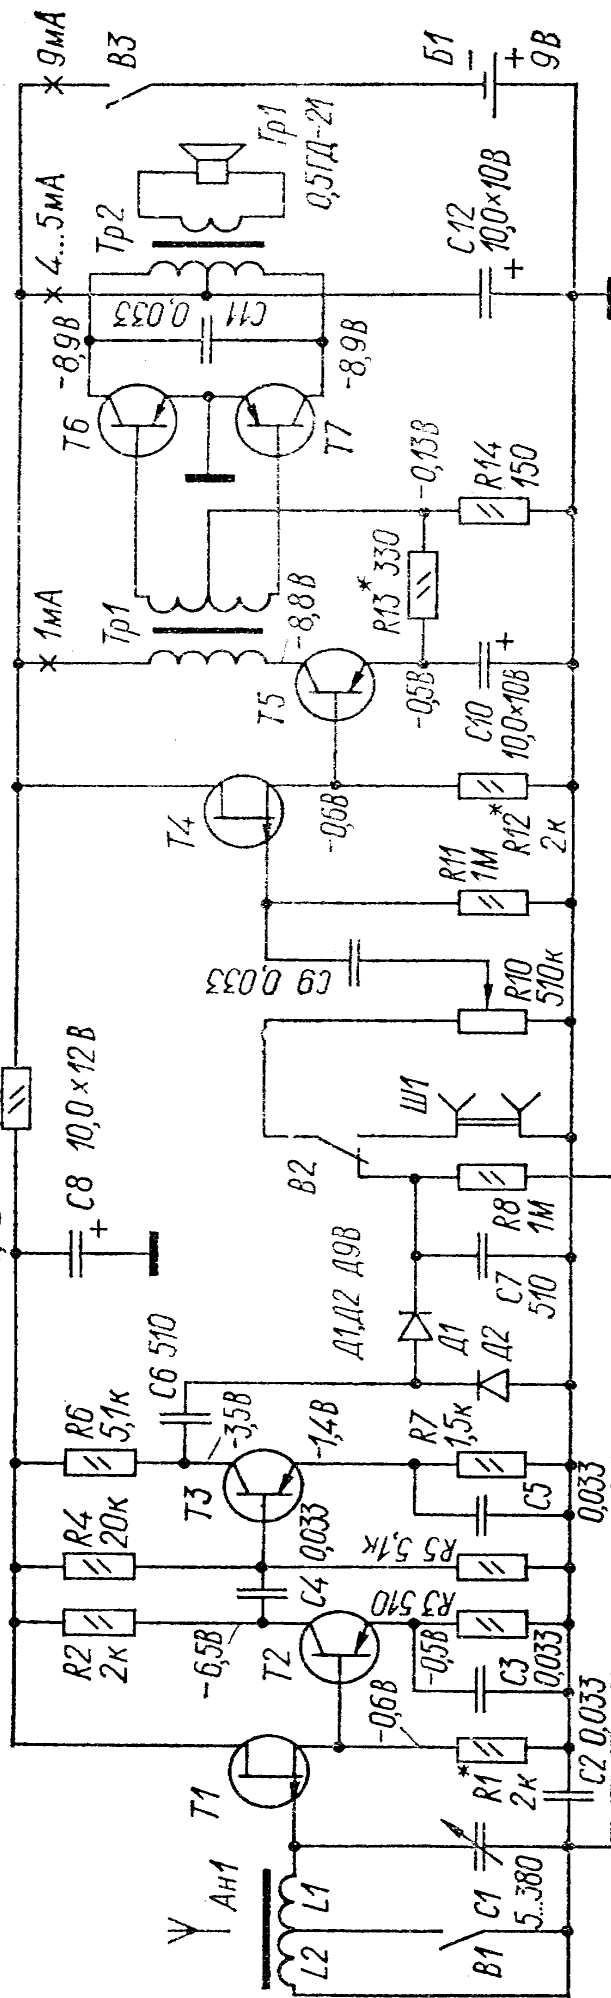 Ан1
L1
L2
В1
С1
5...380
Т1
*
R1
2к
С2 0,033
-0,6В
R2
2к
-6,5В
Т2
С4
0,033
-0,5В
R3 510
С3
0,033
R4
20к
R5 5,1к
R6
5,1к
Т3
-3,5В
-1,4В
С6 510
R7
1,5к
С5
0,033
Д1,Д2 Д9В
Д1
Д2
С8 10,0×12В
+
С7
510
R8
1М
В2
Ш1
R10
510к
С9 0,033
R11
1М
Т4
-0,6В
R12*
2к
Т5
-8,8В
-0,5В
С10
10,0×10В
+
1мА
Тр1
R13* 330
-0,13В
R14
150
Т6
Т7
-8,9В
-8,9В
С11
0,033
4...5мА
Тр2
Гр1
0,5ГД-21
С12
10,0×10В
+
9мА
В3
Б1
-
+
9В